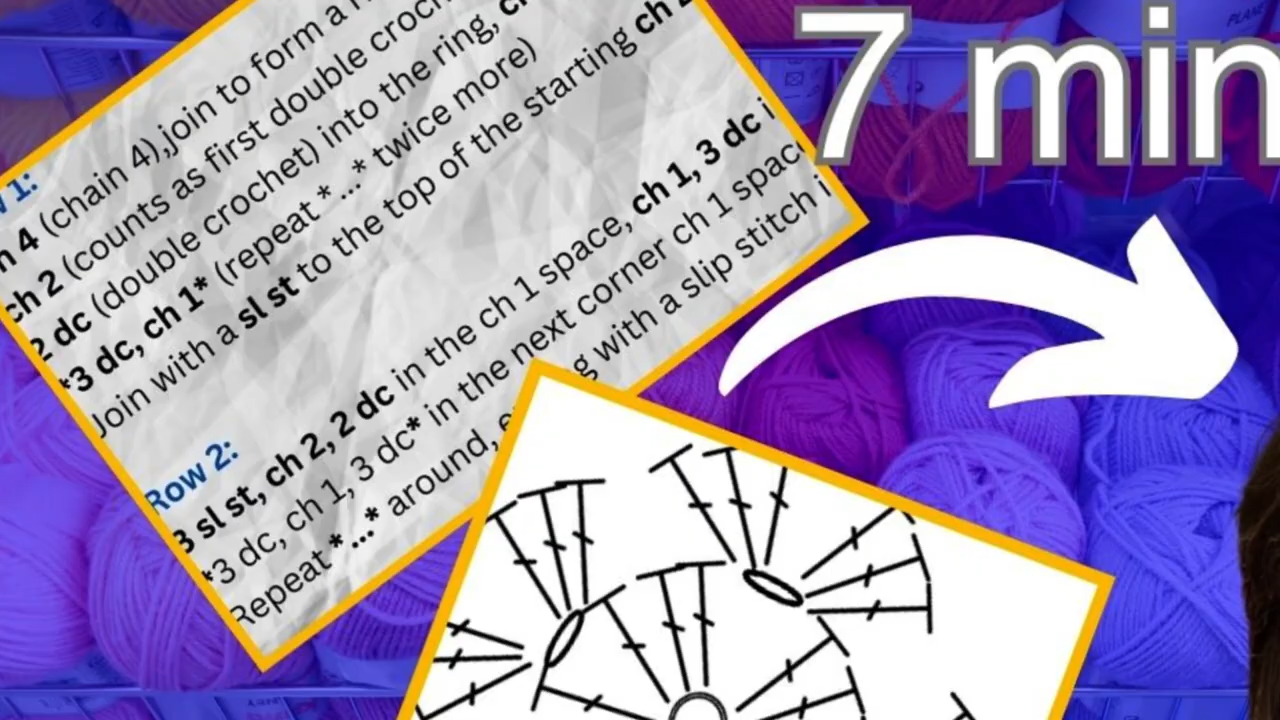 1:
4 (chain 4),join to form a
ch 2 (counts as first double
2 dc (double crochet) into the ring,
*3 dc, ch 1* (repeat *...* twice more)
Join with a sl st to the top of the starting ch
Row 2:
3 sl st, ch 2, 2 dc in the ch 1 space, ch 1, 3 dc
*3 dc, ch 1, 3 dc* in the next corner ch 1
Repeat *...* around, with a slip stitch
7 min